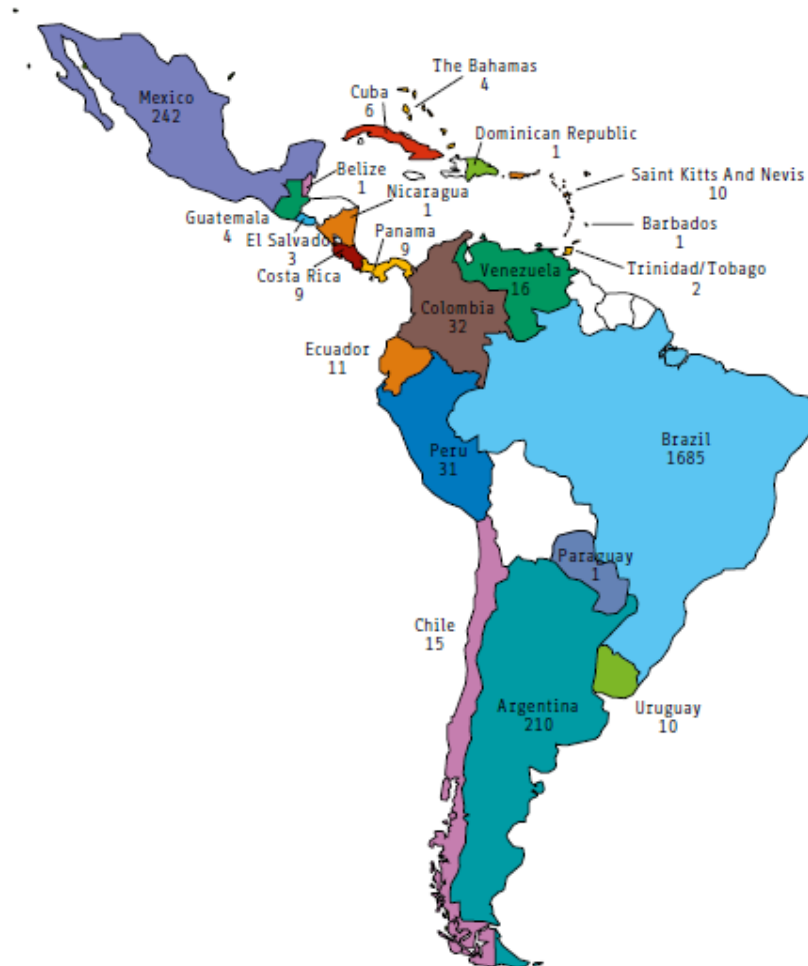 Mexico
242
The Bahamas
4
Cuba
6
Dominican Republic
1
Belize
1
Nicaragua
1
Saint Kitts And Nevis
10
Guatemala
4
El Salvador
3
Panama
9
Barbados
1
Costa Rica
9
Trinidad/Tobago
2
Venezuela
16
Colombia
32
Ecuador
11
Peru
31
Brazil
1685
Paraguay
1
Chile
15
Argentina
210
Uruguay
10